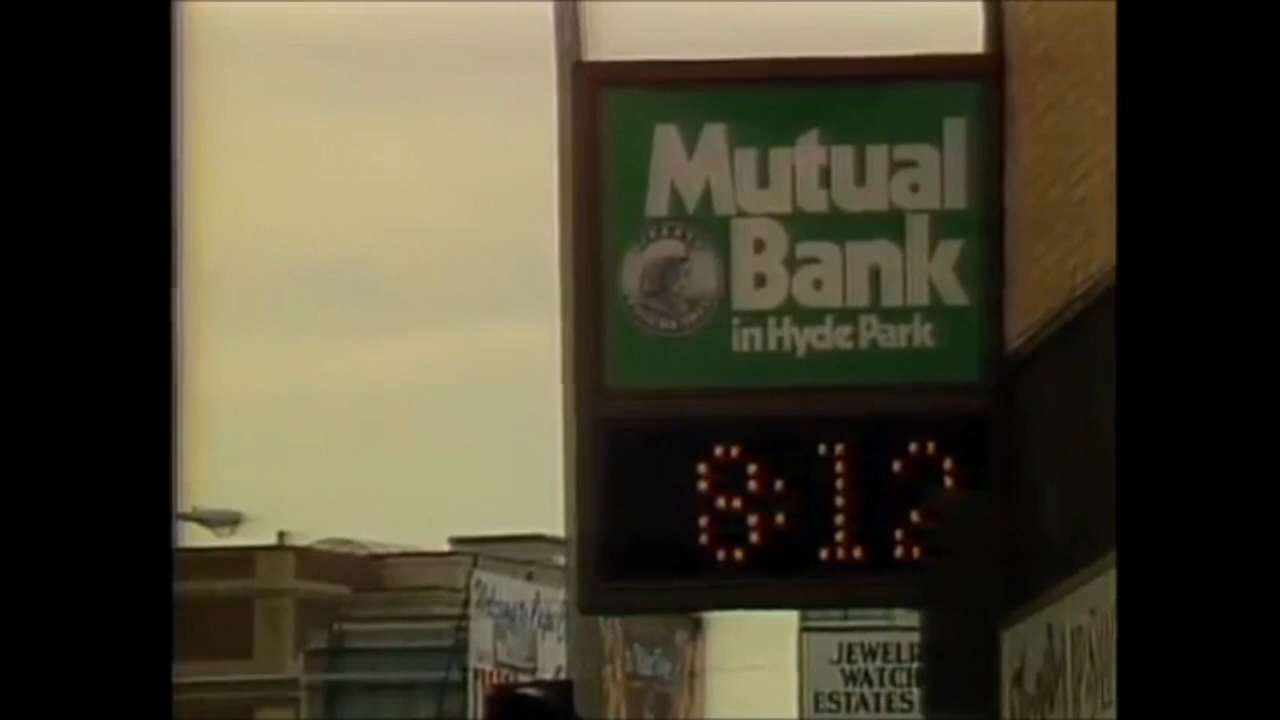 Mutual
Bank
in Hyde Park
8:12
JEWELR
WATCH
ESTATES